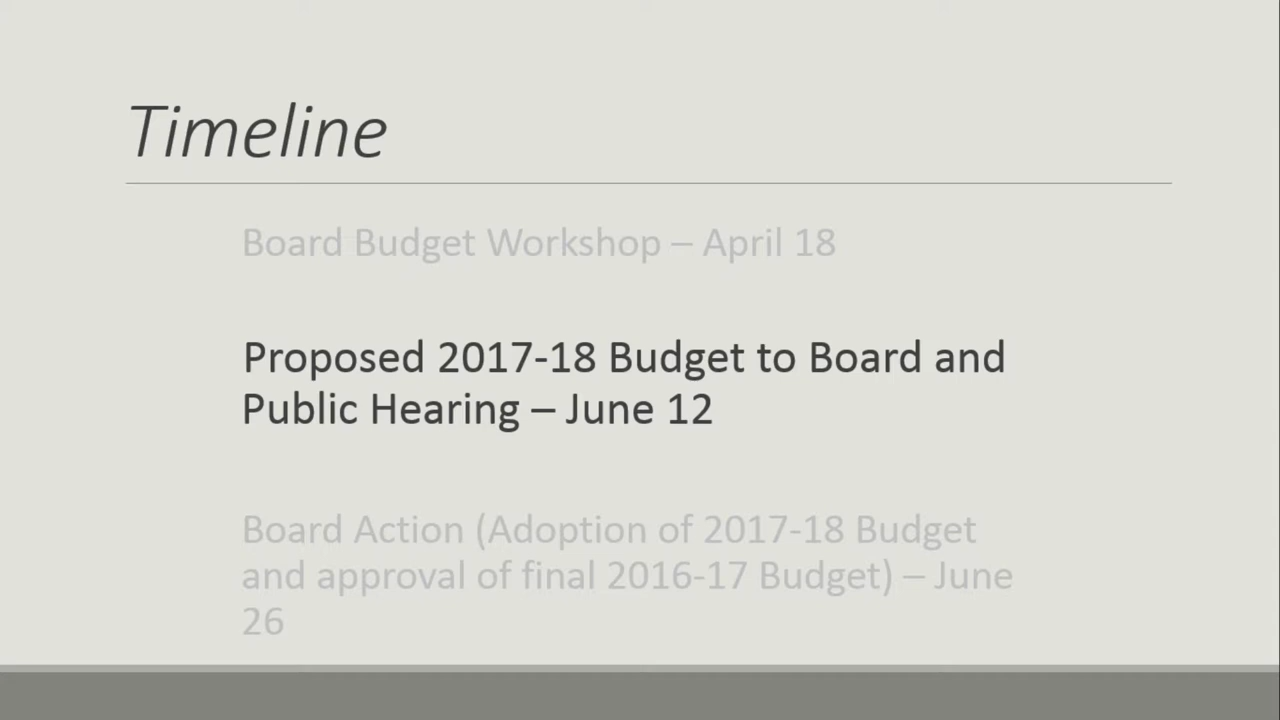 Timeline
Board Budget Workshop – April 18
Proposed 2017-18 Budget to Board and
Public Hearing – June 12
Board Action (Adoption of 2017-18 Budget
and approval of final 2016-17 Budget) – June
26